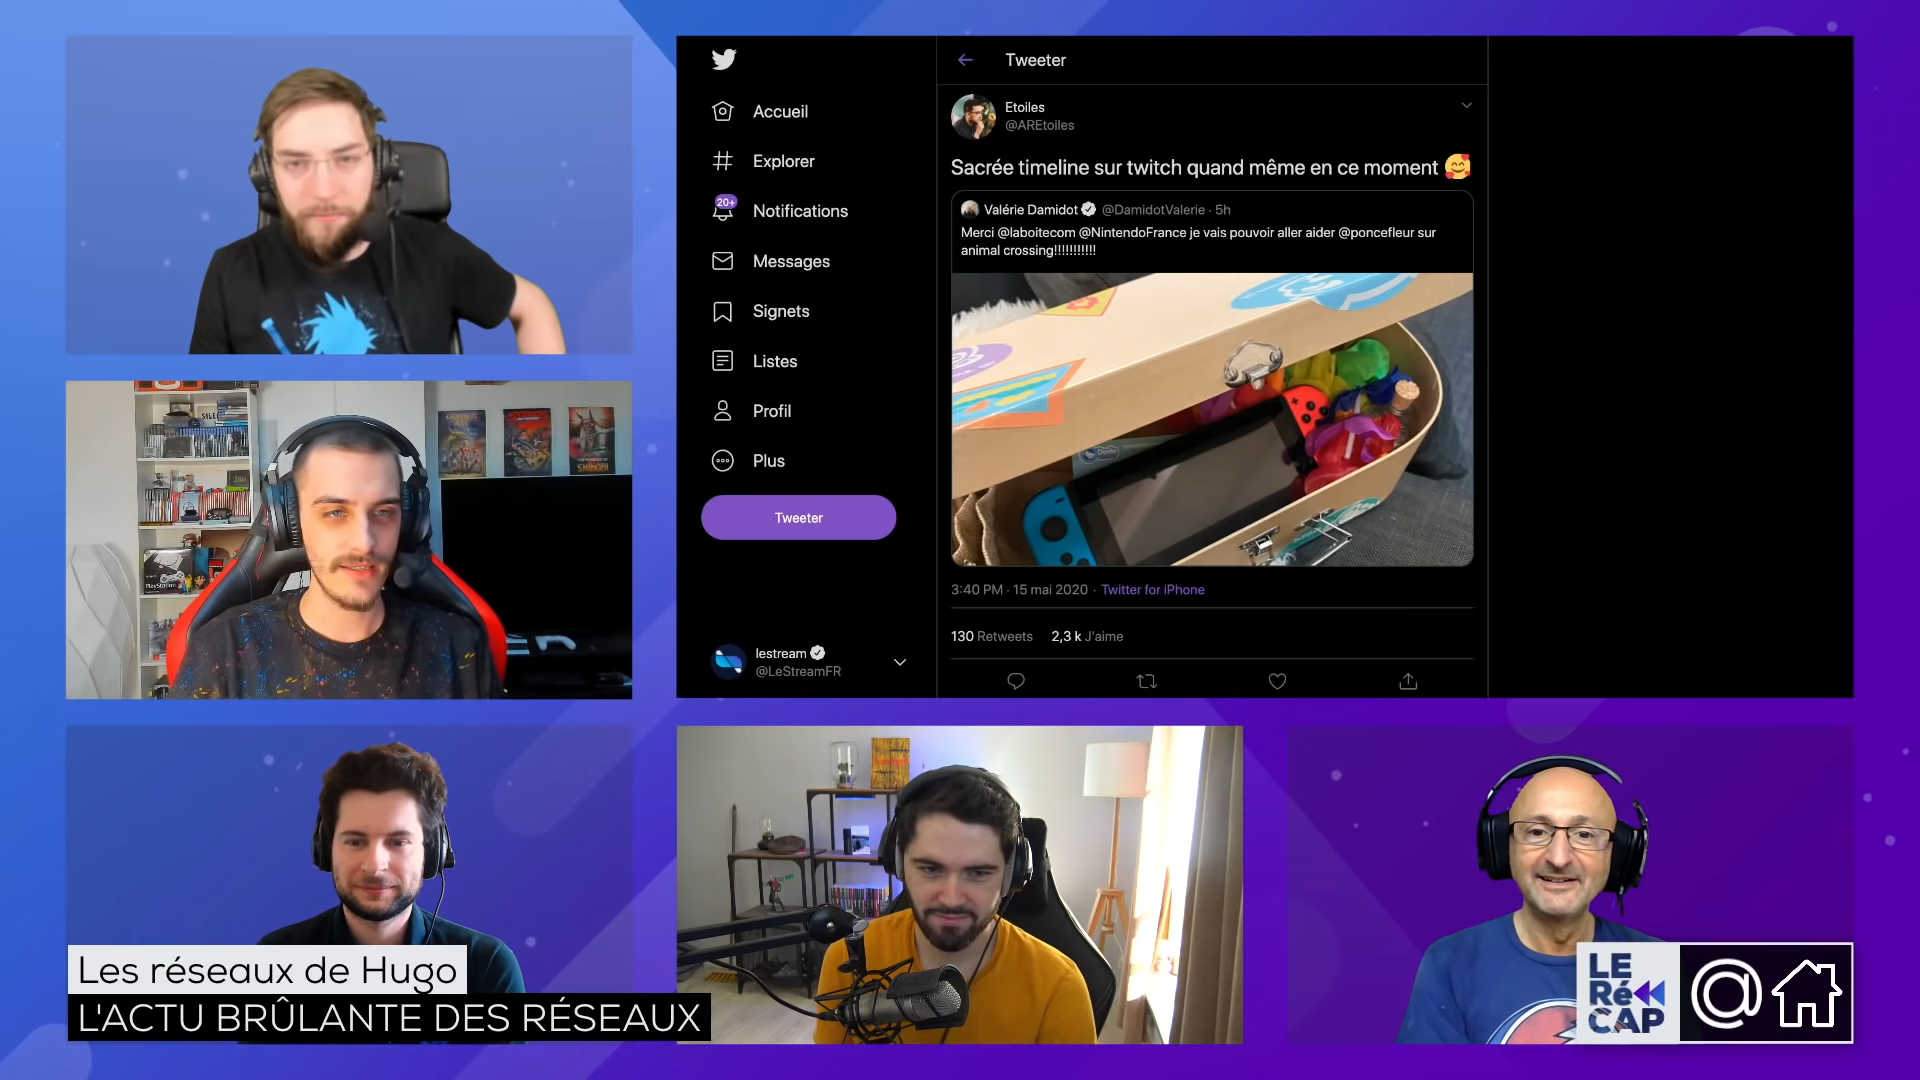 Accueil
Explorer
20+
Notifications
Messages
Signets
Listes
Profil
Plus
Tweeter
lestream
@LeStreamFR
Tweeter
Etoiles
@AREtoiles
Sacrée timeline sur twitch quand même en ce moment 🥰
Valérie Damidot @DamidotValerie · 5h
Merci @laboitecom @NintendoFrance je vais pouvoir aller aider @poncefleur sur
animal crossing!!!!!!!!!!!
3:40 PM · 15 mai 2020 · Twitter for iPhone
130 Retweets 2,3 k J'aime
SHINOBI
PlayStation
Les réseaux de Hugo
L'ACTU BRÛLANTE DES RÉSEAUX
LE
Ré
CAP
@